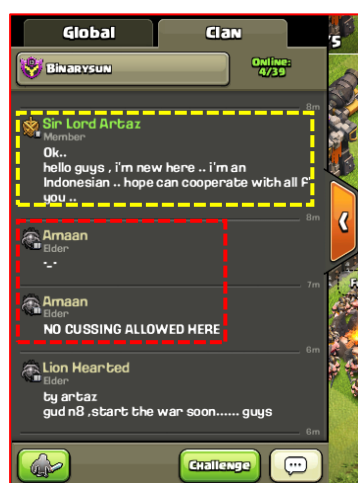 Global
Clan
5
Binarysun
Online:
4/39
8m
Sir Lord Artaz
Member
Ok..
hello guys , i'm new here .. i'm an
Indonesian .. hope can cooperate with all f
you ..
8m
Amaan
Elder
-_-
7m
Amaan
Elder
NO CUSSING ALLOWED HERE
6m
Lion Hearted
Elder
ty artaz
gud n8 ,start the war soon...... guys
6m
Challenge